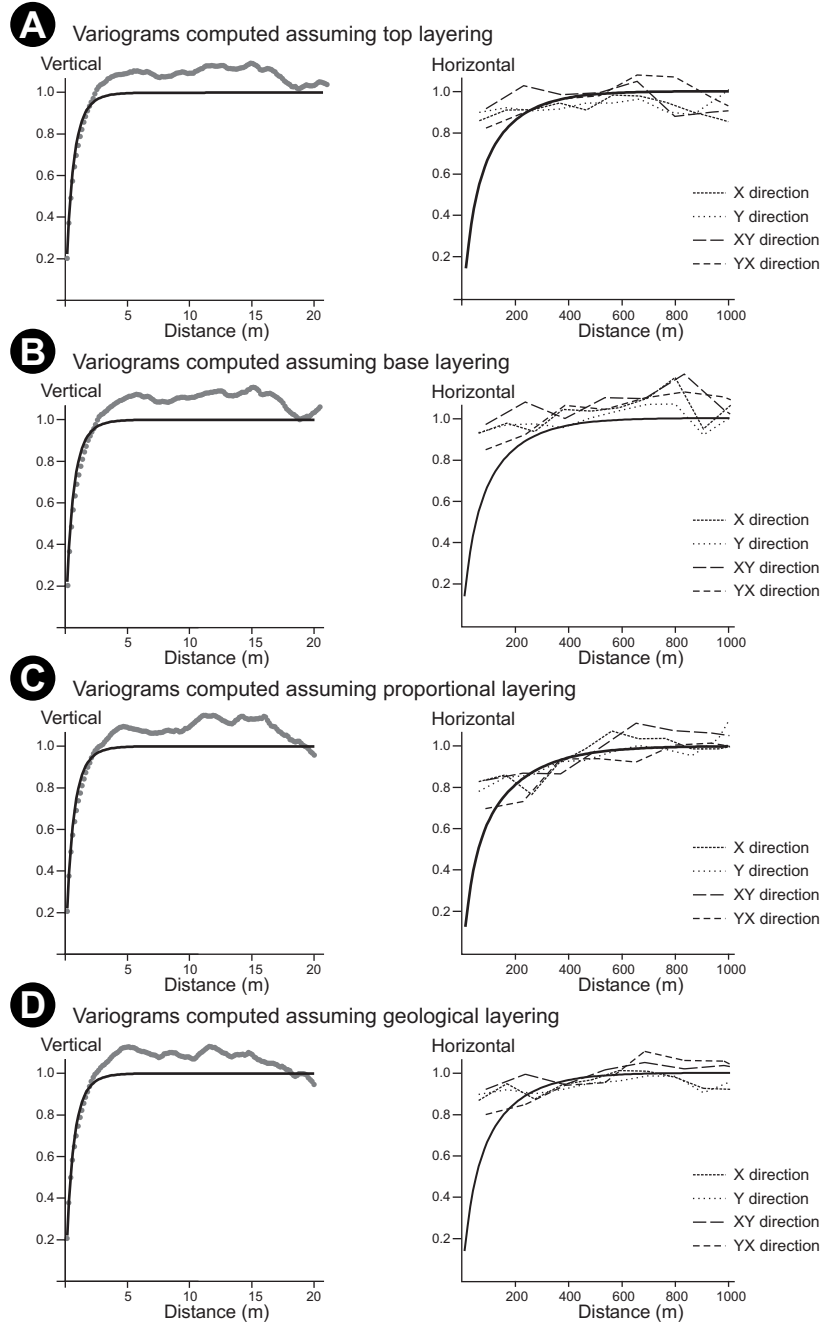 A Variograms computed assuming top layering
Vertical
1.0
0.8
0.6
0.4
0.2
5 10 15 20
Distance (m)
Horizontal
1.0
0.8
0.6
0.4
0.2
X direction
Y direction
XY direction
YX direction
200 400 600 800 1000
Distance (m)
B Variograms computed assuming base layering
Vertical
1.0
0.8
0.6
0.4
0.2
5 10 15 20
Distance (m)
Horizontal
1.0
0.8
0.6
0.4
0.2
X direction
Y direction
XY direction
YX direction
200 400 600 800 1000
Distance (m)
C Variograms computed assuming proportional layering
Vertical
1.0
0.8
0.6
0.4
0.2
5 10 15 20
Distance (m)
Horizontal
1.0
0.8
0.6
0.4
0.2
X direction
Y direction
XY direction
YX direction
200 400 600 800 1000
Distance (m)
D Variograms computed assuming geological layering
Vertical
1.0
0.8
0.6
0.4
0.2
5 10 15 20
Distance (m)
Horizontal
1.0
0.8
0.6
0.4
0.2
X direction
Y direction
XY direction
YX direction
200 400 600 800 1000
Distance (m)